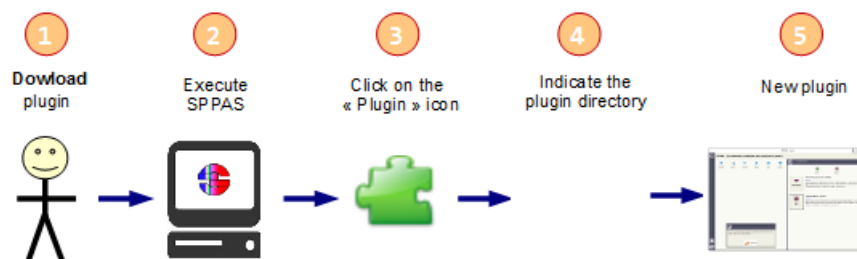 1
Dowload
plugin
2
Execute
SPPAS
3
Click on the
« Plugin » icon
4
Indicate the
plugin directory
5
New plugin